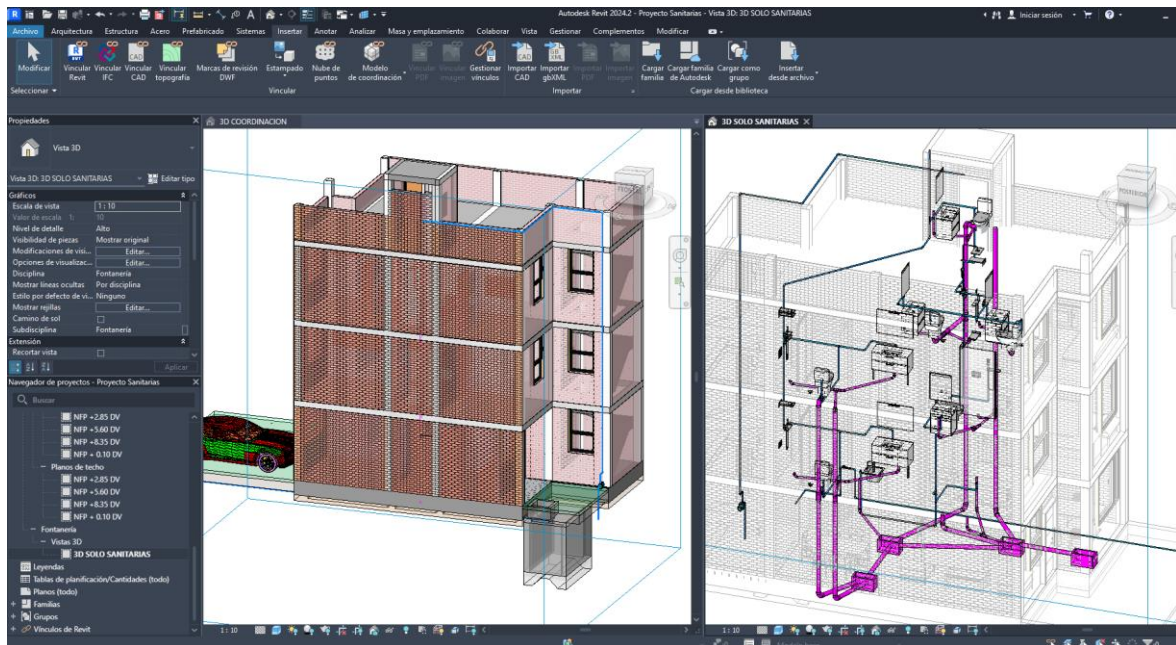 Autodesk Revit 2024.2 - Proyecto Sanitarias - Vista 3D: 3D SOLO SANITARIAS
Iniciar sesión
Archivo Arquitectura Estructura Acero Prefabricado Sistemas Insertar Anotar Analizar Masa y emplazamiento Colaborar Vista Gestionar Complementos Modificar
Modificar
Vincular Revit
Vincular IFC
Vincular CAD
Vincular topografía
Marcas de revisión DWF
Estampado
Nube de puntos
Modelo de coordinación
Vincular PDF
Vincular imagen
Gestionar vínculos
Importar CAD
Importar gbXML
Importar PDF
Importar imagen
Cargar familia
Cargar familia de Autodesk
Cargar como grupo
Insertar desde archivo
Seleccionar
Vincular
Importar
Cargar desde biblioteca
Propiedades
Vista 3D
Vista 3D: 3D SOLO SANITARIAS
Editar tipo
Gráficos
Escala de vista 1 : 10
Valor de escala 1: 10
Nivel de detalle Alto
Visibilidad de piezas Mostrar original
Modificaciones de visi... Editar...
Opciones de visualizac... Editar...
Disciplina Fontanería
Mostrar líneas ocultas Por disciplina
Estilo por defecto de vi... Ninguno
Mostrar rejillas Editar...
Camino de sol
Subdisciplina Fontanería
Extensión
Recortar vista
Aplicar
Navegador de proyectos - Proyecto Sanitarias
Buscar
NFP +2.85 DV
NFP +5.60 DV
NFP +8.35 DV
NFP + 0.10 DV
Planos de techo
NFP +2.85 DV
NFP +5.60 DV
NFP +8.35 DV
NFP + 0.10 DV
Fontanería
Vistas 3D
3D SOLO SANITARIAS
Leyendas
Tablas de planificación/Cantidades (todo)
Planos (todo)
Familias
Grupos
Vínculos de Revit
3D COORDINACION
1 : 10
3D SOLO SANITARIAS
POSTERIOR
1 : 10